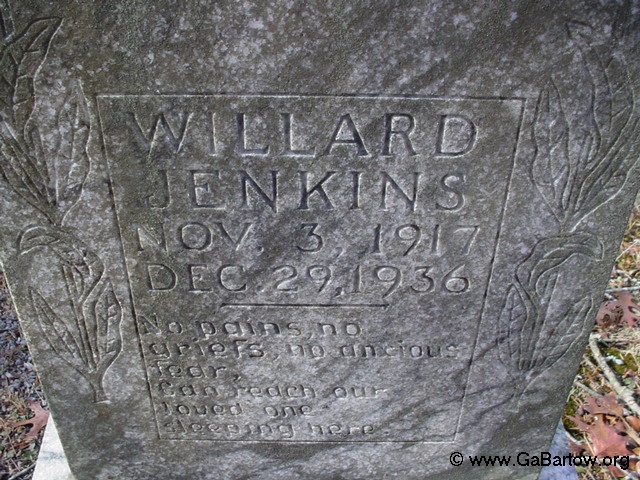 WILLARD
JENKINS
NOV. 3, 1917
DEC. 29, 1936
No pains, no
griefs, no anxious
fear,
Can reach our
loved one
sleeping here.
© www.GaBartow.org